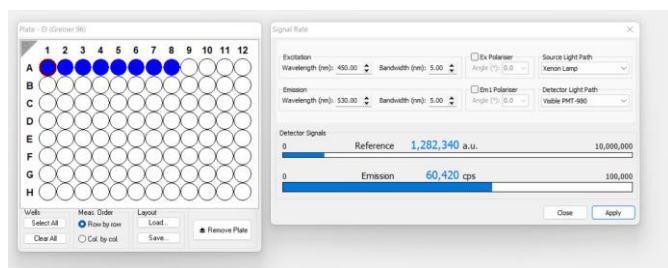 Plate - EI (Greiner 96)
1 2 3 4 5 6 7 8 9 10 11 12
A
B
C
D
E
F
G
H
Wells
Select All
Clear All
Meas. Order
Row by row
Col. by col.
Layout
Load...
Save...
Remove Plate
Signal Rate
Excitation
Wavelength (nm): 450.00 Bandwidth (nm): 5.00
Ex Polariser
Angle (°): 0.0
Source Light Path
Xenon Lamp
Emission
Wavelength (nm): 530.00 Bandwidth (nm): 5.00
Em1 Polariser
Angle (°): 0.0
Detector Light Path
Visible PMT-980
Detector Signals
0 Reference 1,282,340 a.u. 10,000,000
0 Emission 60,420 cps 100,000
Close Apply